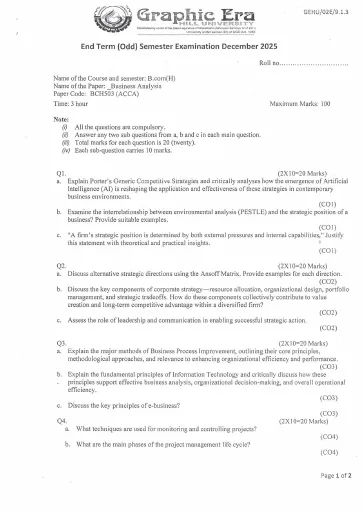 GEHU/02E/9.1.3
Graphic Era
HILL UNIVERSITY
End Term (Odd) Semester Examination December 2025
Roll no..............................
Name of the Course and semester: B.com(H)
Name of the Paper: _Business Analysis
Paper Code: BCH503 (ACCA)
Time: 3 hour Maximum Marks: 100
Note:
(i) All the questions are compulsory.
(ii) Answer any two sub questions from a, b and c in each main question.
(iii) Total marks for each question is 20 (twenty).
(iv) Each sub-question carries 10 marks.
Q1. (2X10=20 Marks)
a. Explain Porter's Generic Competitive Strategies and critically analyses how the emergence of Artificial
Intelligence (AI) is reshaping the application and effectiveness of these strategies in contemporary
business environments.
(CO1)
b. Examine the interrelationship between environmental analysis (PESTLE) and the strategic position of a
business? Provide suitable examples.
(CO1)
c. "A firm's strategic position is determined by both external pressures and internal capabilities," Justify
this statement with theoretical and practical insights.
(CO1)
Q2. (2X10=20 Marks)
a. Discuss alternative strategic directions using the Ansoff Matrix. Provide examples for each direction.
(CO2)
b. Discuss the key components of corporate strategy—resource allocation, organizational design, portfolio
management, and strategic tradeoffs. How do these components collectively contribute to value
creation and long-term competitive advantage within a diversified firm?
(CO2)
c. Assess the role of leadership and communication in enabling successful strategic action.
(CO2)
Q3. (2X10=20 Marks)
a. Explain the major methods of Business Process Improvement, outlining their core principles,
methodological approaches, and relevance to enhancing organizational efficiency and performance.
(CO3)
b. Explain the fundamental principles of Information Technology and critically discuss how these
principles support effective business analysis, organizational decision-making, and overall operational
efficiency.
(CO3)
c. Discuss the key principles of e-business?
(CO3)
Q4. (2X10=20 Marks)
a. What techniques are used for monitoring and controlling projects?
(CO4)
b. What are the main phases of the project management life cycle?
(CO4)
Page 1 of 2